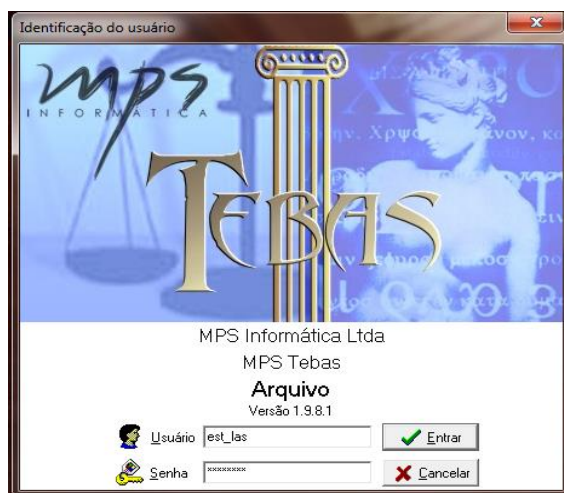 Identificação do usuário
mps
INFORMÁTICA
TEBAS
MPS Informática Ltda
MPS Tebas
Arquivo
Versão 1.9.8.1
Usuário est_las Entrar
Senha ******** Cancelar